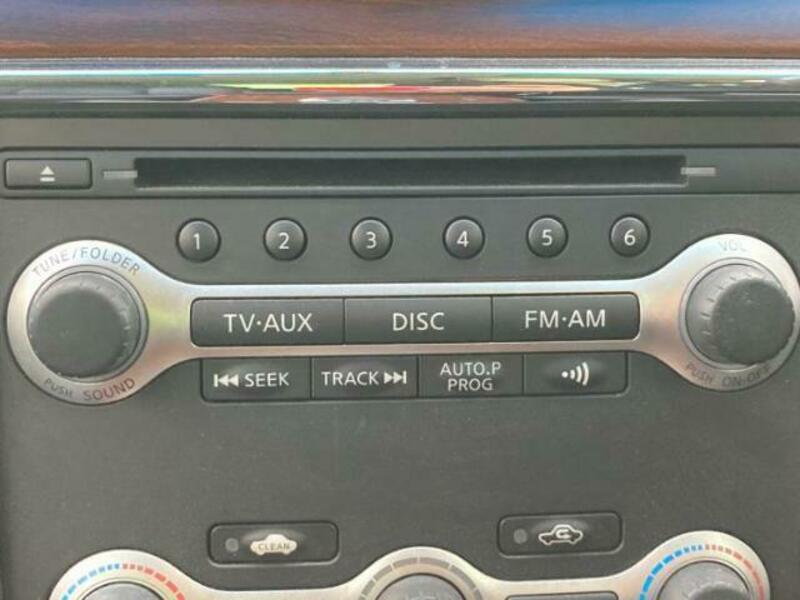 1 2 3 4 5 6
TUNE/FOLDER
PUSH SOUND
VOL
PUSH ON·OFF
TV·AUX DISC FM·AM
SEEK TRACK AUTO.P
PROG
CLEAN